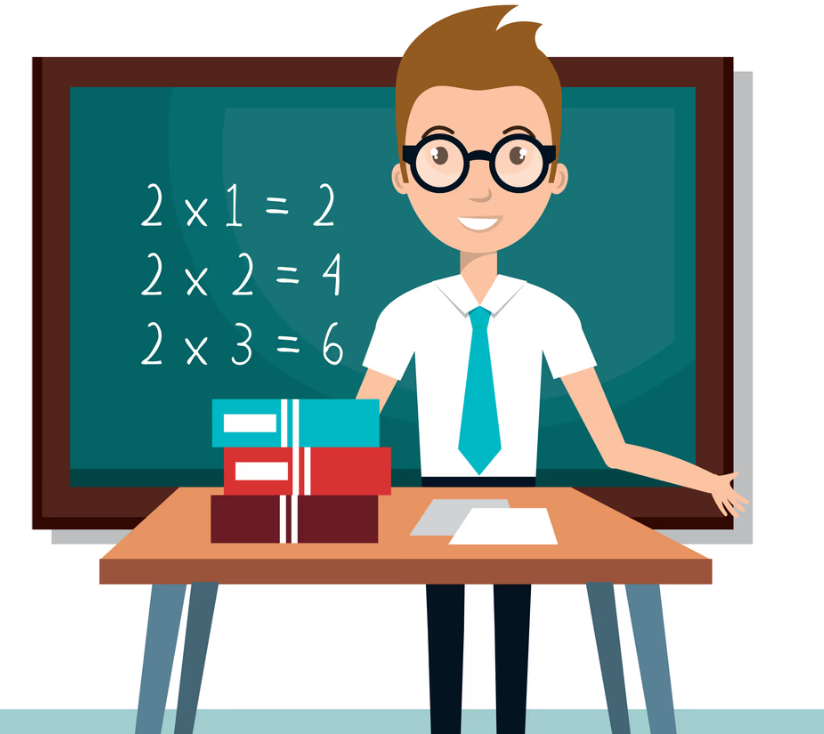 2 x 1 = 2
2 x 2 = 4
2 x 3 = 6